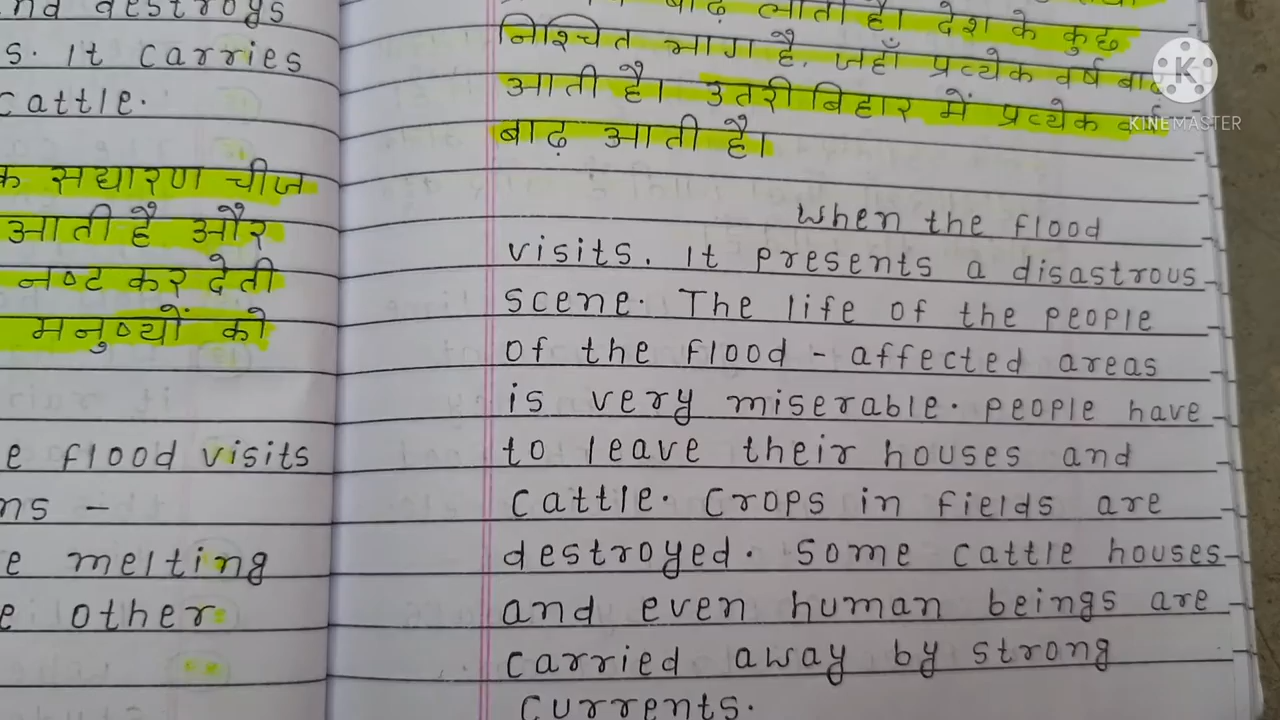 nd destroys
s. It carries
cattle.
क सधारण चीज
आती है और
नष्ट कर देती
मनुष्यों को
e flood visits
ns -
e melting
e other
बाढ़ लाती है। देश के कुछ
निश्चित भाग है. जहाँ प्रत्येक वर्ष बाढ़
आती है। उतरी बिहार में प्रत्येक वर्ष
बाढ़ आती है।
When the flood
visits. It presents a disastrous
scene. The life of the people
of the flood - affected areas
is very miserable. people have
to leave their houses and
cattle. Crops in fields are
destroyed. Some cattle houses
and even human beings are
carried away by strong
currents.
KINEMASTER